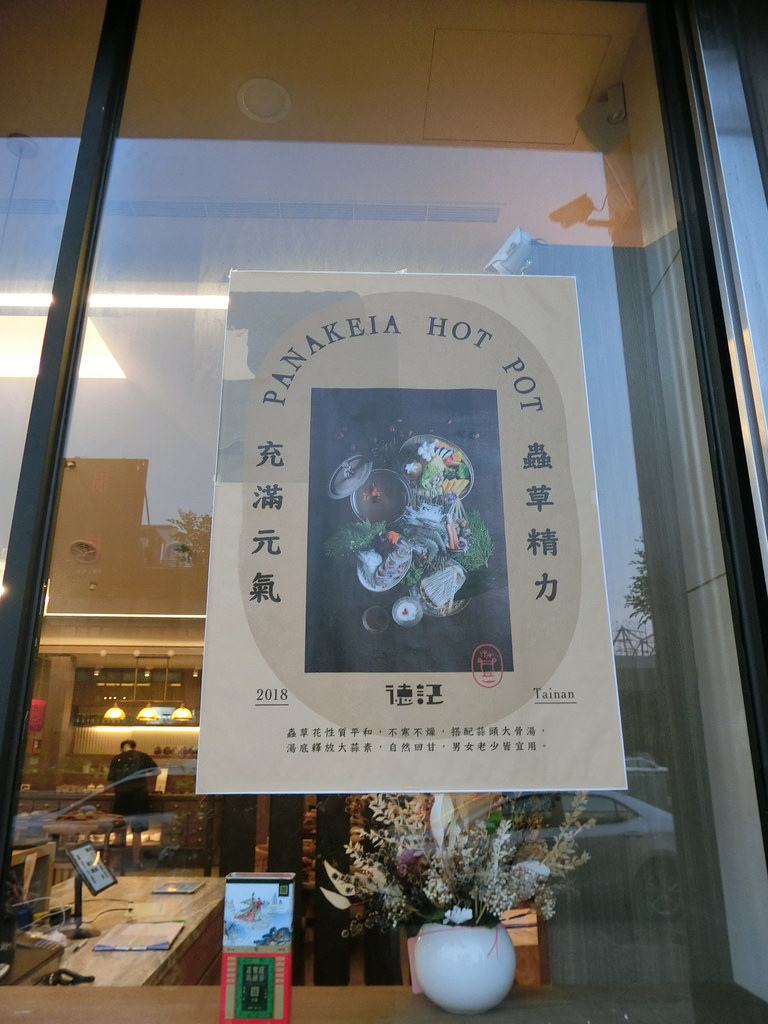 PANAKEIA HOT POT
蟲草精力
充滿元氣
2018
德記
Tainan
蟲草花性質平和，不寒不燥，搭配蒜頭大骨湯，
湯底釋放大蒜素，自然回甘，男女老少皆宜用。